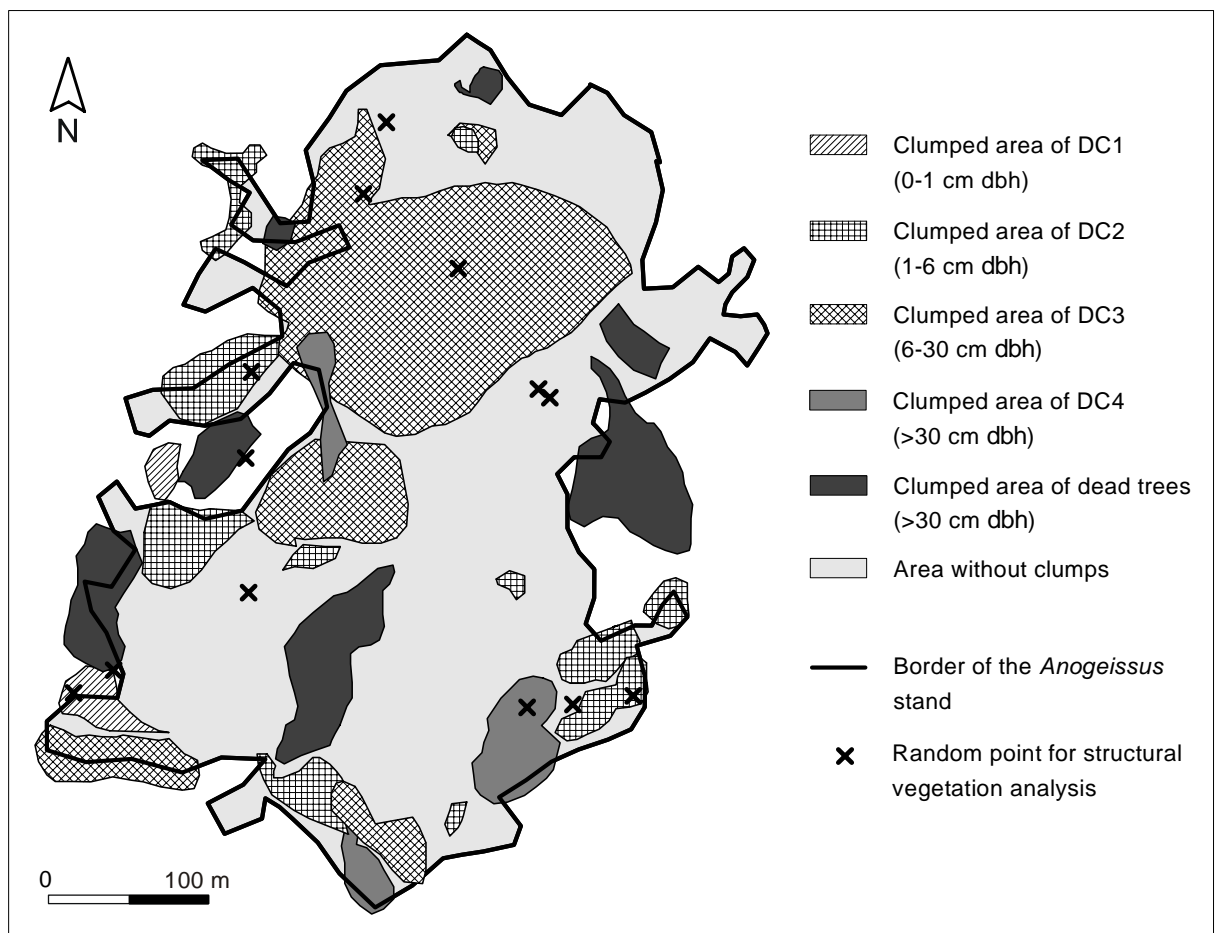 N
Clumped area of DC1
(0-1 cm dbh)
Clumped area of DC2
(1-6 cm dbh)
Clumped area of DC3
(6-30 cm dbh)
Clumped area of DC4
(>30 cm dbh)
Clumped area of dead trees
(>30 cm dbh)
Area without clumps
Border of the Anogeissus
stand
Random point for structural
vegetation analysis
0 100 m